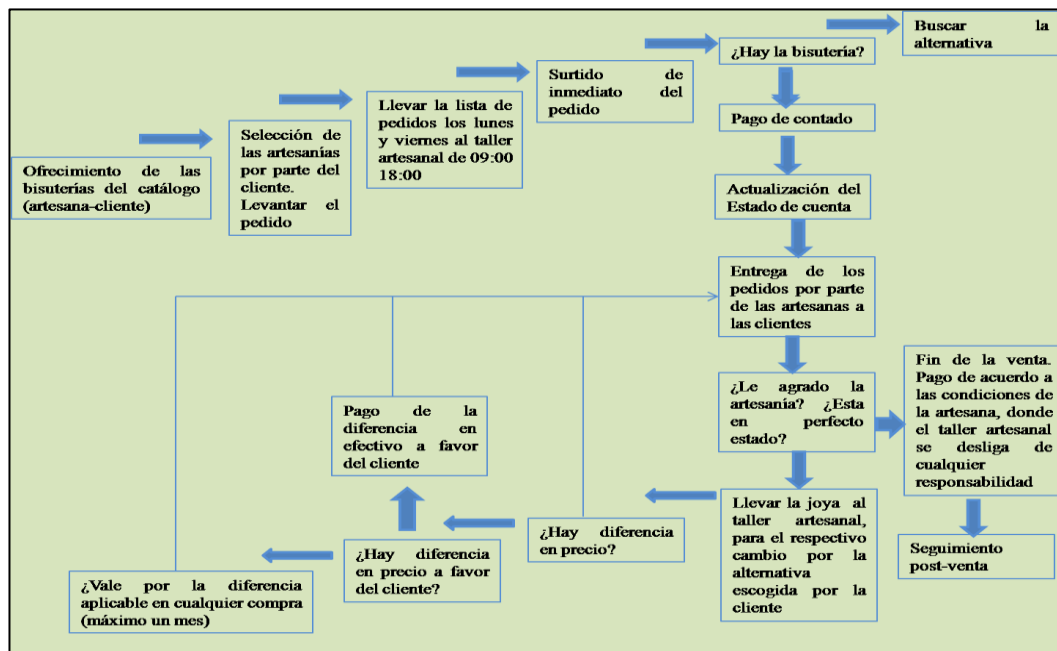 Ofrecimiento de las
bisuterías del catálogo
(artesana-cliente)
Selección de
las artesanías
por parte del
cliente.
Levantar el
pedido
Llevar la lista de
pedidos los lunes
y viernes al taller
artesanal de 09:00
18:00
Surtido de
inmediato del
pedido
¿Hay la bisutería?
Buscar la
alternativa
Pago de contado
Actualización del
Estado de cuenta
Entrega de los
pedidos por parte
de las artesanas a
las clientes
¿Le agrado la
artesanía? ¿Esta
en perfecto
estado?
Fin de la venta.
Pago de acuerdo a
las condiciones de
la artesana, donde
el taller artesanal
se desliga de
cualquier
responsabilidad
Seguimiento
post-venta
Llevar la joya al
taller artesanal,
para el respectivo
cambio por la
alternativa
escogida por la
cliente
¿Hay diferencia
en precio?
¿Hay diferencia
en precio a favor
del cliente?
Pago de la
diferencia en
efectivo a favor
del cliente
¿Vale por la diferencia
aplicable en cualquier compra
(máximo un mes)